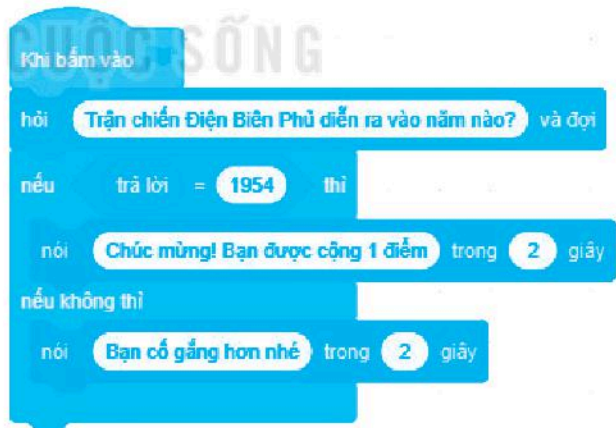 CUỘC SỐNG
Khi bấm vào
hỏi Trận chiến Điện Biên Phủ diễn ra vào năm nào? và đợi
nếu trả lời = 1954 thì
nói Chúc mừng! Bạn được cộng 1 điểm trong 2 giây
nếu không thì
nói Bạn cố gắng hơn nhé trong 2 giây